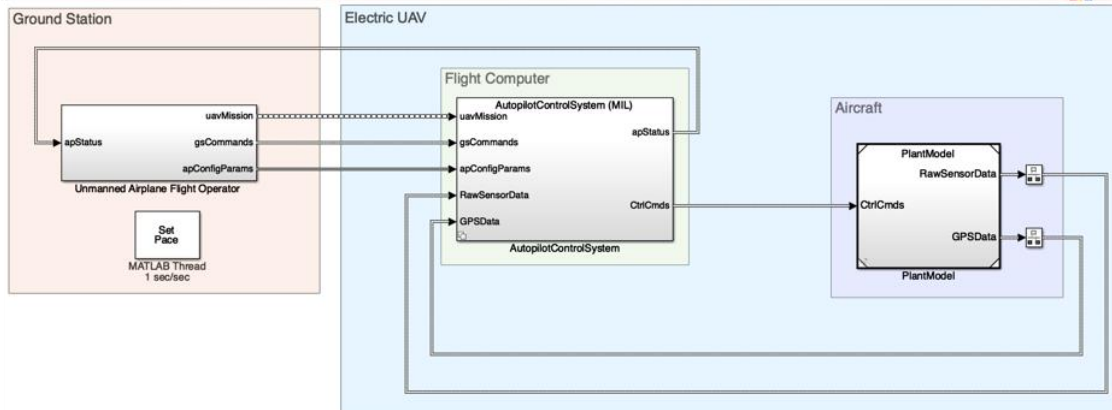 Ground Station
Electric UAV
Flight Computer
AutopilotControlSystem (MIL)
uavMission
uavMission
apStatus
apStatus
gsCommands
gsCommands
apConfigParams
apConfigParams
Unmanned Airplane Flight Operator
RawSensorData
CtrlCmds
GPSData
AutopilotControlSystem
Set
Pace
MATLAB Thread
1 sec/sec
Aircraft
PlantModel
RawSensorData
CtrlCmds
GPSData
PlantModel